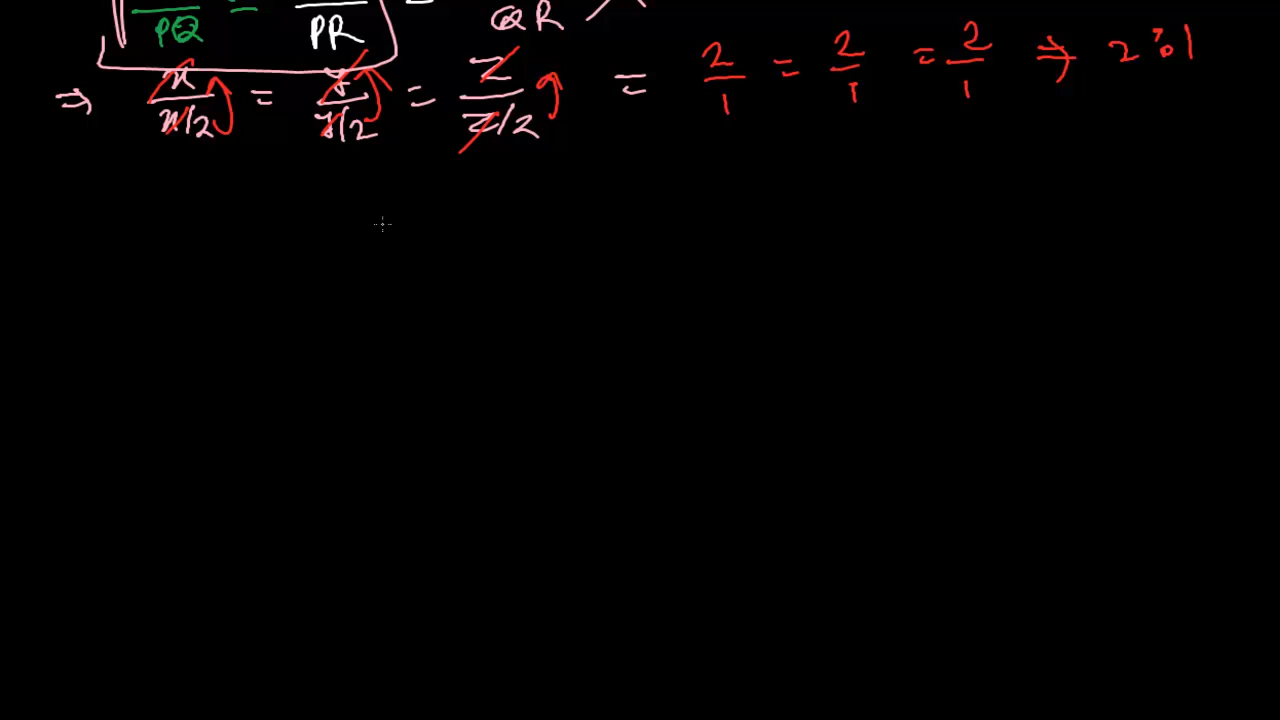 PQ = PR = QR
⇒ x / x/2 = y / y/2 = z / z/2 = 2/1 = 2/1 = 2/1 ⇒ 2:1